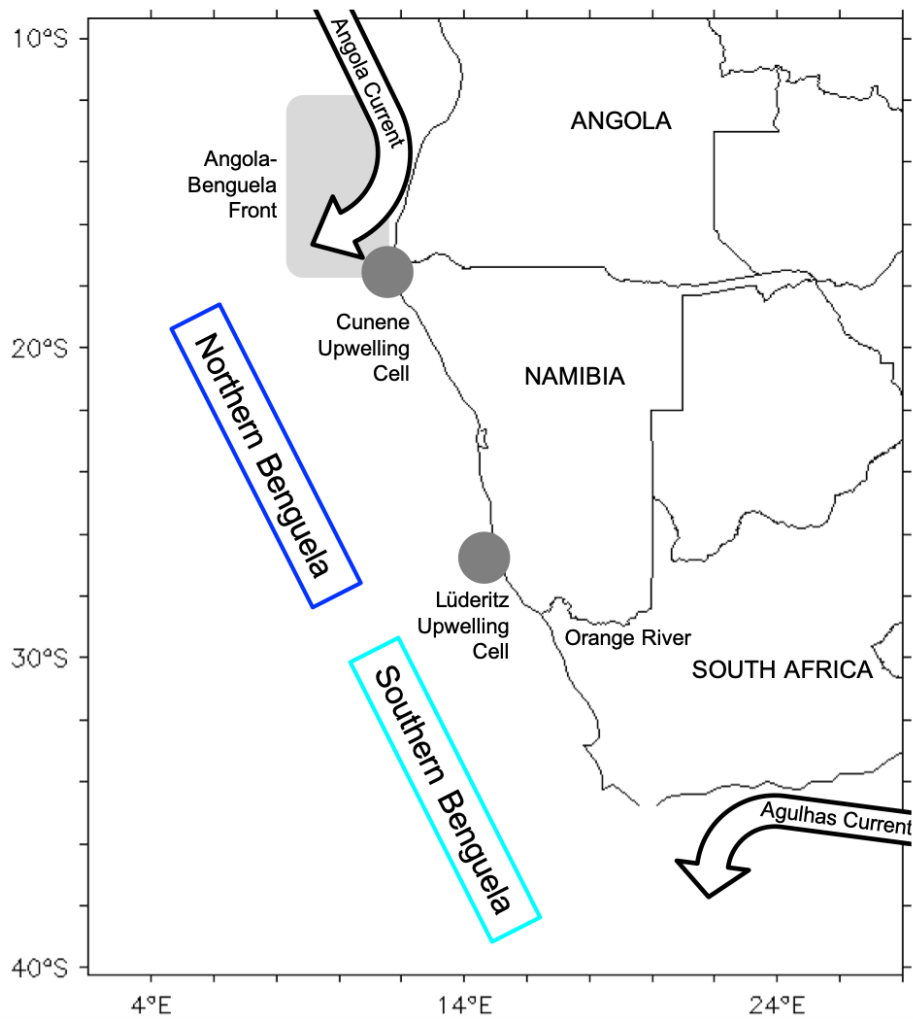 10°S
Angola Current
ANGOLA
Angola-
Benguela
Front
Cunene
Upwelling
Cell
20°S
NAMIBIA
Northern Benguela
Lüderitz
Upwelling
Cell
Orange River
30°S
SOUTH AFRICA
Southern Benguela
Agulhas Current
40°S
4°E
14°E
24°E